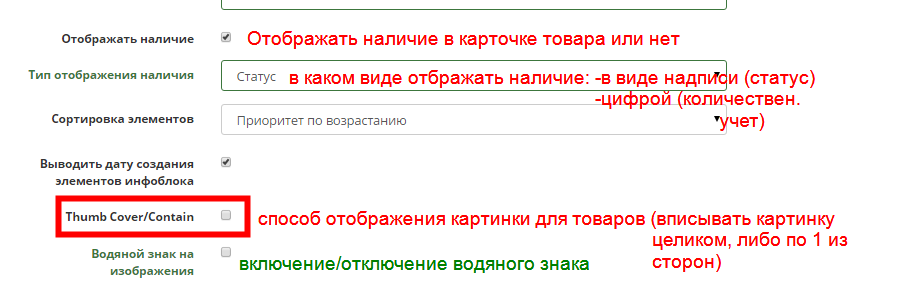 Отображать наличие Отображать наличие в карточке товара или нет
Тип отображения наличия Статус в каком виде отбражать наличие: -в виде надписи (статус)
-цифрой (количествен.
Сортировка элементов Приоритет по возрастанию учет)
Выводить дату создания
элементов инфоблока
Thumb Cover/Contain способ отображения картинки для товаров (вписывать картинку
целиком, либо по 1 из
Водяной знак на сторон)
изображения включение/отключение водяного знака